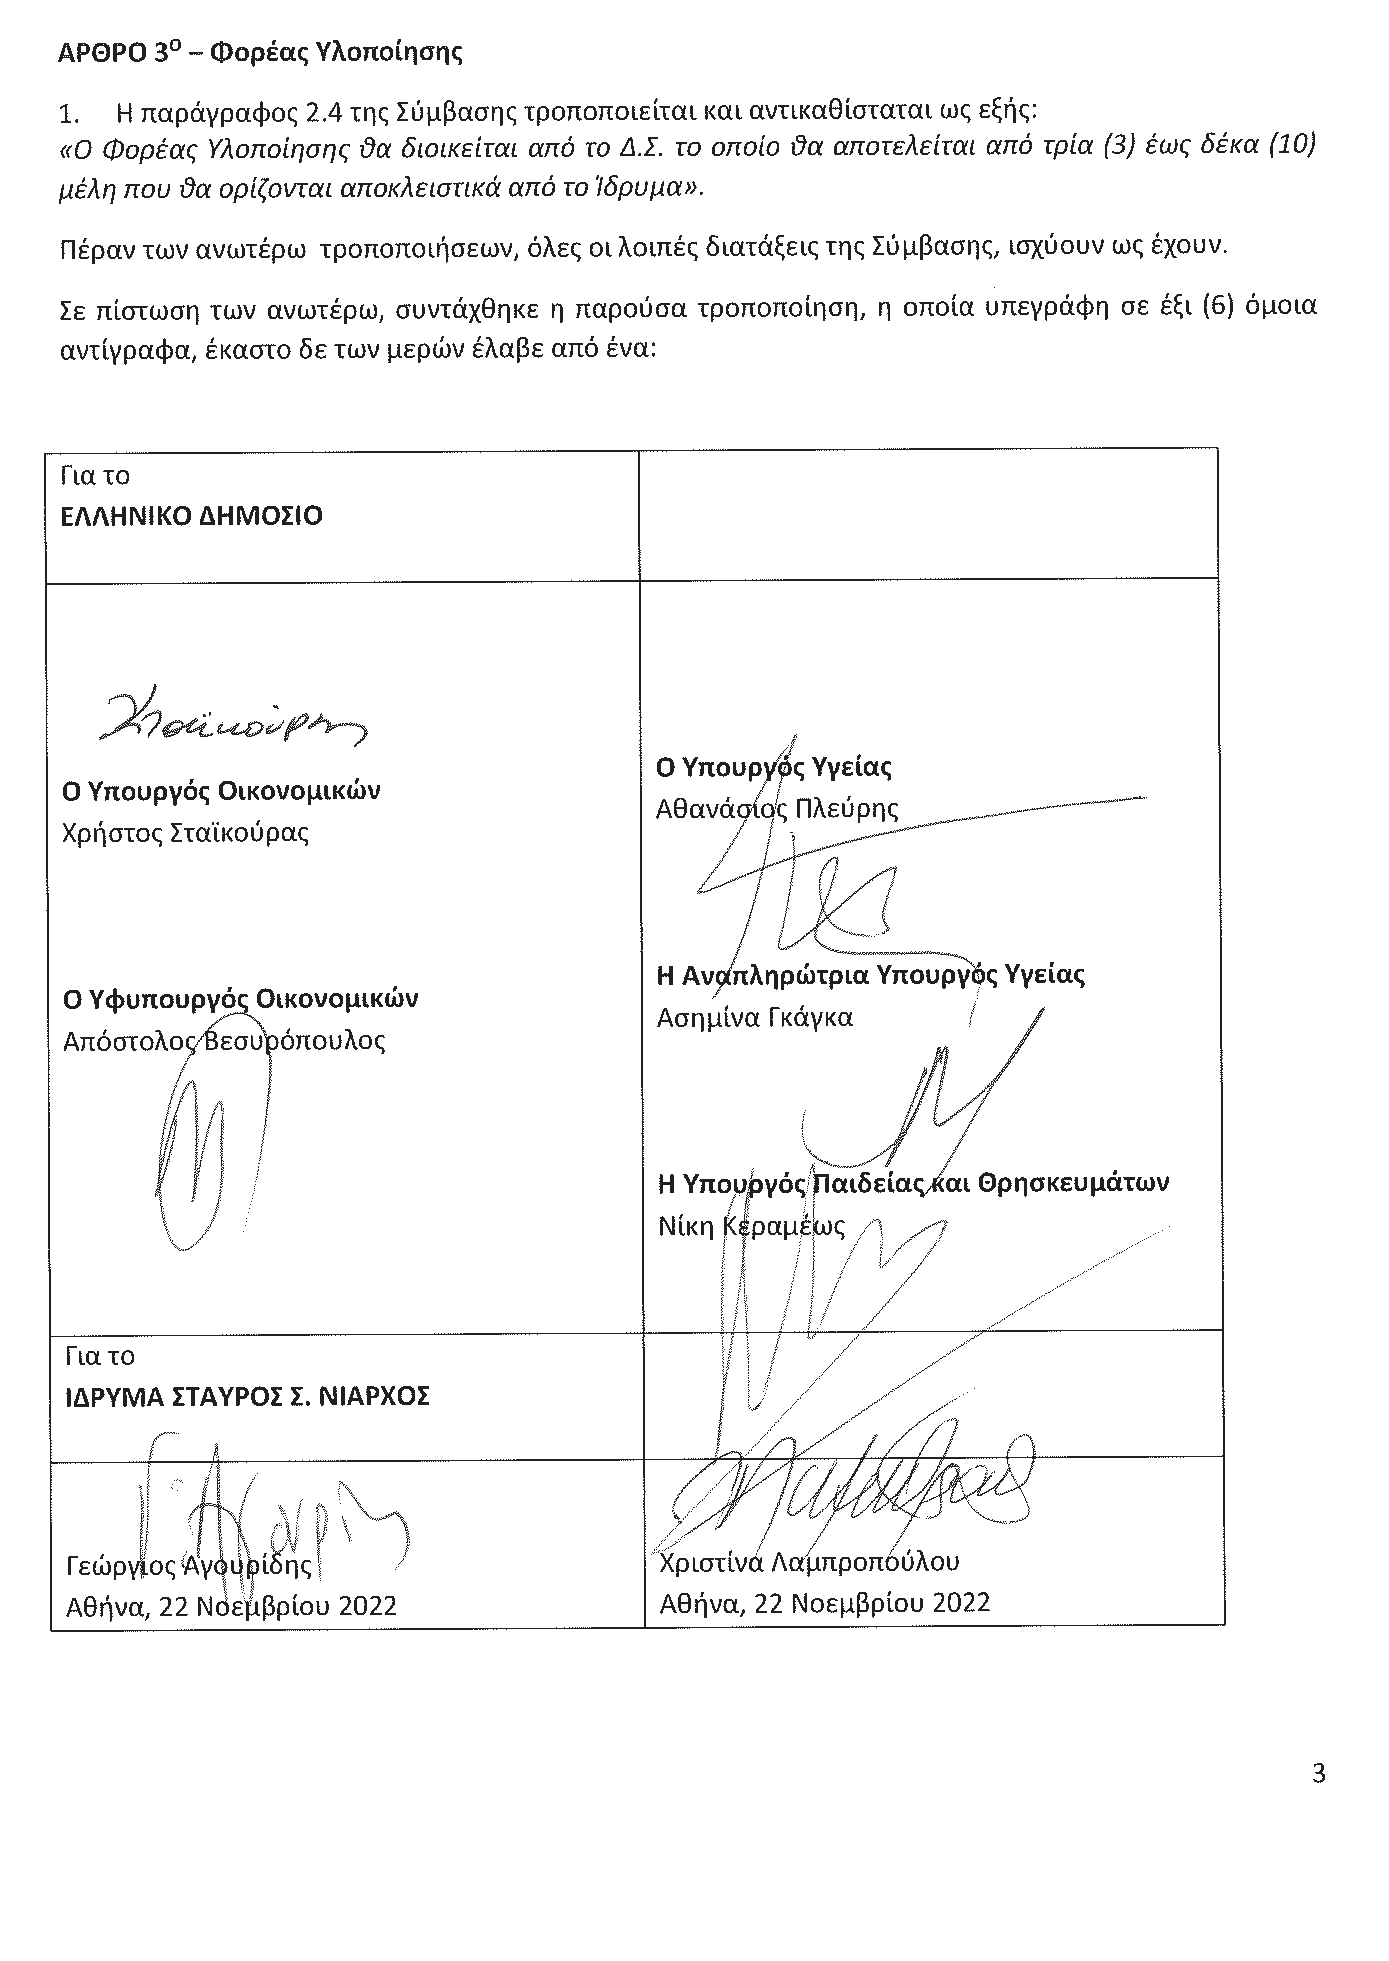 ΑΡΘΡΟ 3Ο – Φορέας Υλοποίησης
1. Η παράγραφος 2.4 της Σύμβασης τροποποιείται και αντικαθίσταται ως εξής:
«Ο Φορέας Υλοποίησης θα διοικείται από το Δ.Σ. το οποίο θα αποτελείται από τρία (3) έως δέκα (10)
μέλη που θα ορίζονται αποκλειστικά από το Ίδρυμα».
Πέραν των ανωτέρω τροποποιήσεων, όλες οι λοιπές διατάξεις της Σύμβασης, ισχύουν ως έχουν.
Σε πίστωση των ανωτέρω, συντάχθηκε η παρούσα τροποποίηση, η οποία υπεγράφη σε έξι (6) όμοια
αντίγραφα, έκαστο δε των μερών έλαβε από ένα:
Για το
ΕΛΛΗΝΙΚΟ ΔΗΜΟΣΙΟ
Σταϊκούρας
Ο Υπουργός Οικονομικών
Χρήστος Σταϊκούρας
Ο Υφυπουργός Οικονομικών
Απόστολος Βεσυρόπουλος
Ο Υπουργός Υγείας
Αθανάσιος Πλεύρης
Η Αναπληρώτρια Υπουργός Υγείας
Ασημίνα Γκάγκα
Η Υπουργός Παιδείας και Θρησκευμάτων
Νίκη Κεραμέως
Για το
ΙΔΡΥΜΑ ΣΤΑΥΡΟΣ Σ. ΝΙΑΡΧΟΣ
Γεώργιος Αγουρίδης
Αθήνα, 22 Νοεμβρίου 2022
Χριστίνα Λαμπροπούλου
Αθήνα, 22 Νοεμβρίου 2022
3